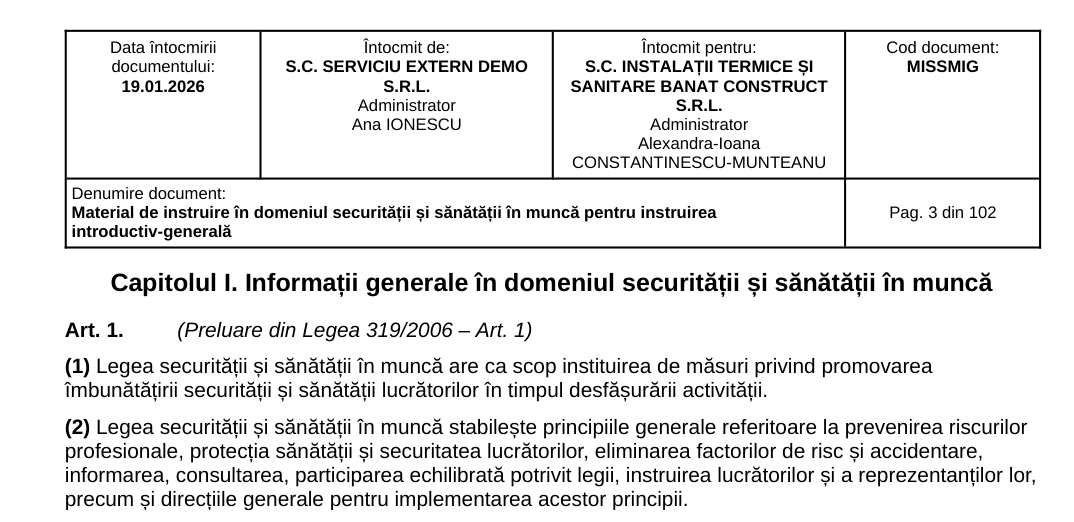 Data întocmirii
documentului:
19.01.2026
Întocmit de:
S.C. SERVICIU EXTERN DEMO
S.R.L.
Administrator
Ana IONESCU
Întocmit pentru:
S.C. INSTALAȚII TERMICE ȘI
SANITARE BANAT CONSTRUCT
S.R.L.
Administrator
Alexandra-Ioana
CONSTANTINESCU-MUNTEANU
Cod document:
MISSMIG
Denumire document:
Material de instruire în domeniul securității și sănătății în muncă pentru instruirea
introductiv-generală
Pag. 3 din 102
Capitolul I. Informații generale în domeniul securității și sănătății în muncă
Art. 1. (Preluare din Legea 319/2006 – Art. 1)
(1) Legea securității și sănătății în muncă are ca scop instituirea de măsuri privind promovarea
îmbunătățirii securității și sănătății lucrătorilor în timpul desfășurării activității.
(2) Legea securității și sănătății în muncă stabilește principiile generale referitoare la prevenirea riscurilor
profesionale, protecția sănătății și securitatea lucrătorilor, eliminarea factorilor de risc și accidentare,
informarea, consultarea, participarea echilibrată potrivit legii, instruirea lucrătorilor și a reprezentanților lor,
precum și direcțiile generale pentru implementarea acestor principii.